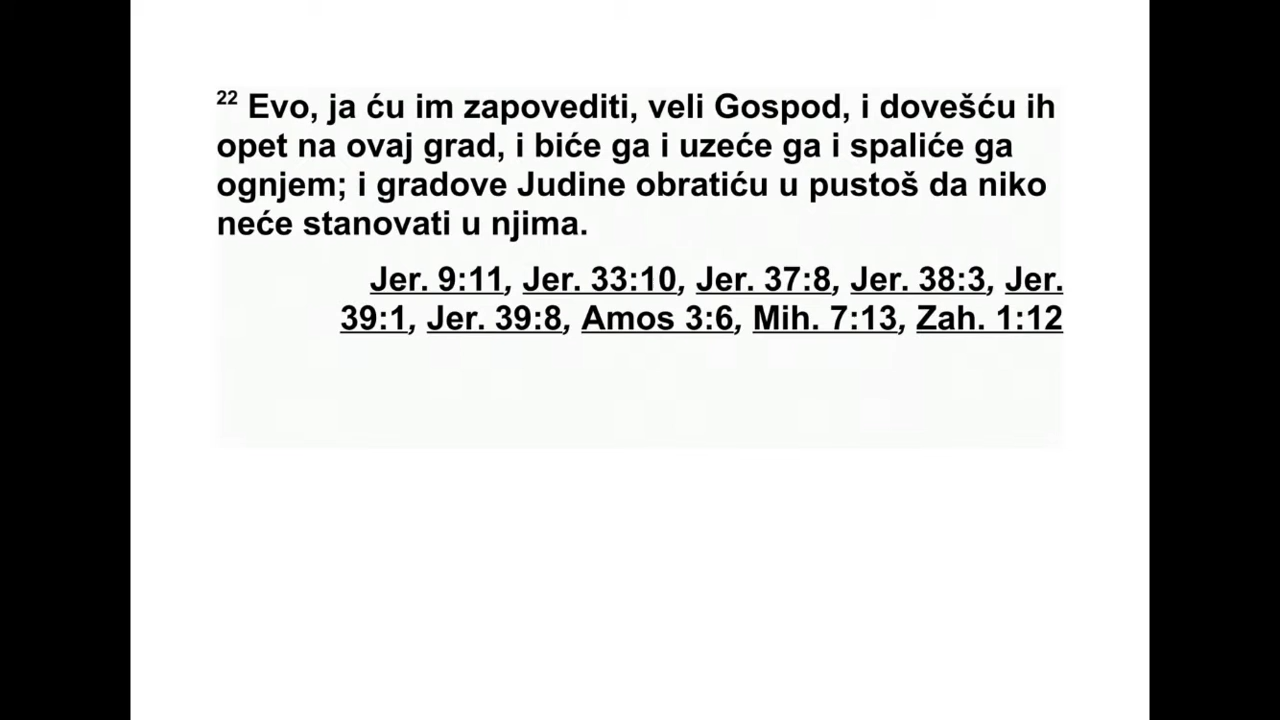 22 Evo, ja ću im zapovediti, veli Gospod, i dovešću ih
opet na ovaj grad, i biće ga i uzeće ga i spaliće ga
ognjem; i gradove Judine obratiću u pustoš da niko
neće stanovati u njima.
Jer. 9:11, Jer. 33:10, Jer. 37:8, Jer. 38:3, Jer.
39:1, Jer. 39:8, Amos 3:6, Mih. 7:13, Zah. 1:12